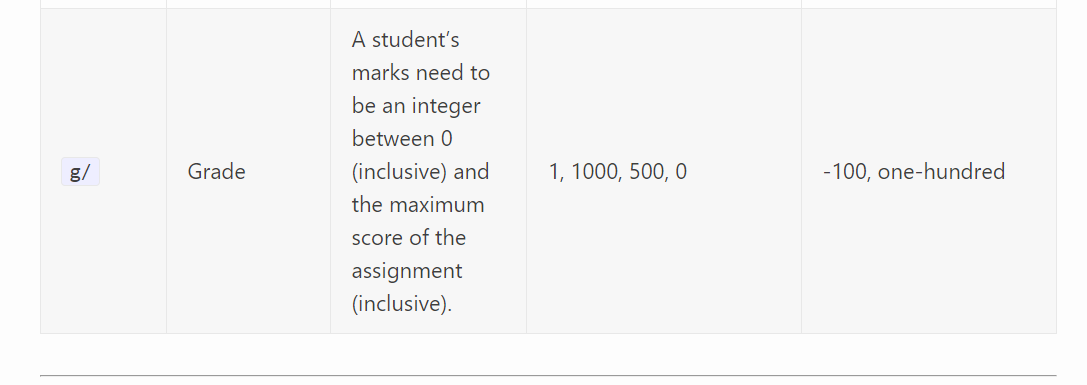 g/
Grade
A student’s
marks need to
be an integer
between 0
(inclusive) and
the maximum
score of the
assignment
(inclusive).
1, 1000, 500, 0
-100, one-hundred